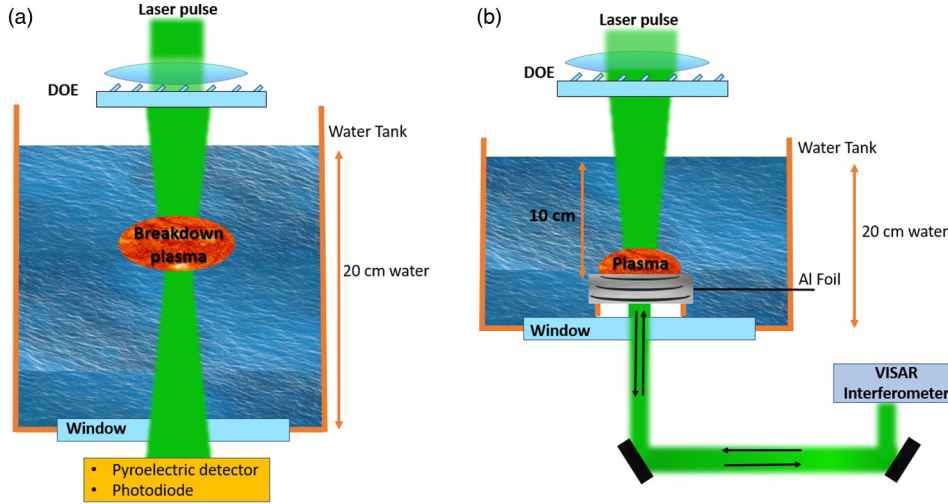 (a)
Laser pulse
DOE
Water Tank
Breakdown
plasma
20 cm water
Window
• Pyroelectric detector
• Photodiode
(b)
Laser pulse
DOE
Water Tank
10 cm
20 cm water
Plasma
Al Foil
Window
VISAR
Interferometer